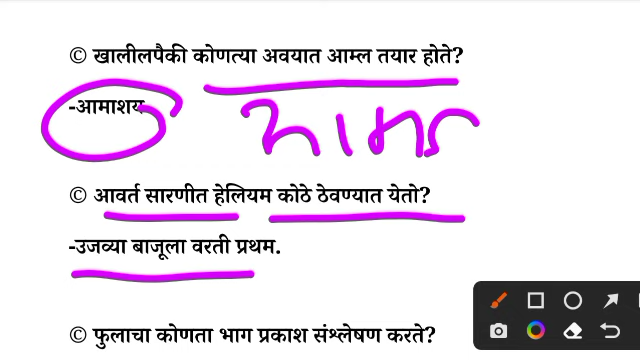 © खालीलपैकी कोणत्या अवयात आम्ल तयार होते?
-आमाशय
© आवर्त सारणीत हेलियम कोठे ठेवण्यात येतो?
-उजव्या बाजूला वरती प्रथम.
© फुलाचा कोणता भाग प्रकाश संश्लेषण करते?